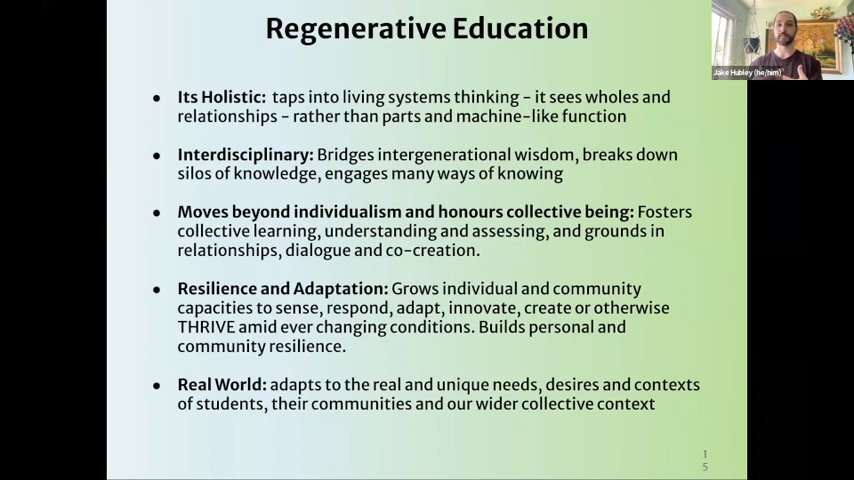 Regenerative Education
Jake Hubley (he/him)
● Its Holistic: taps into living systems thinking - it sees wholes and
relationships - rather than parts and machine-like function
● Interdisciplinary: Bridges intergenerational wisdom, breaks down
silos of knowledge, engages many ways of knowing
● Moves beyond individualism and honours collective being: Fosters
collective learning, understanding and assessing, and grounds in
relationships, dialogue and co-creation.
● Resilience and Adaptation: Grows individual and community
capacities to sense, respond, adapt, innovate, create or otherwise
THRIVE amid ever changing conditions. Builds personal and
community resilience.
● Real World: adapts to the real and unique needs, desires and contexts
of students, their communities and our wider collective context
1
5